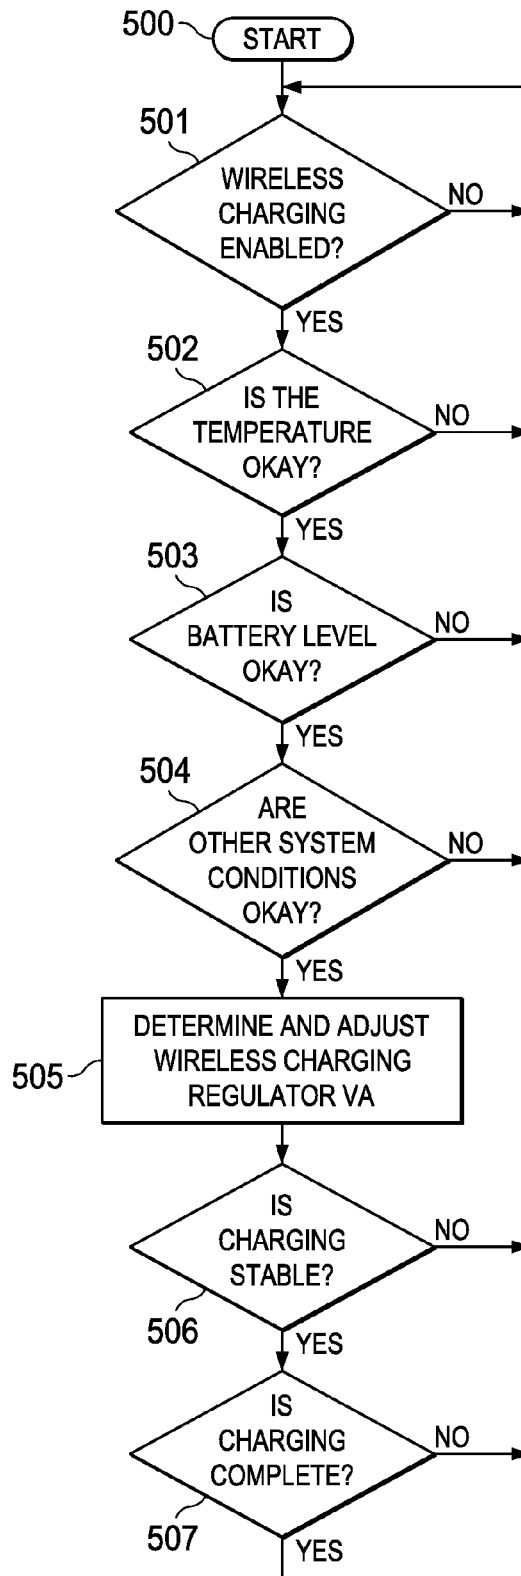 500
START
501
WIRELESS
CHARGING
ENABLED?
NO
YES
502
IS THE
TEMPERATURE
OKAY?
NO
YES
503
IS
BATTERY LEVEL
OKAY?
NO
YES
504
ARE
OTHER SYSTEM
CONDITIONS
OKAY?
NO
YES
505
DETERMINE AND ADJUST
WIRELESS CHARGING
REGULATOR VA
IS
CHARGING
STABLE?
NO
506
YES
IS
CHARGING
COMPLETE?
NO
507
YES